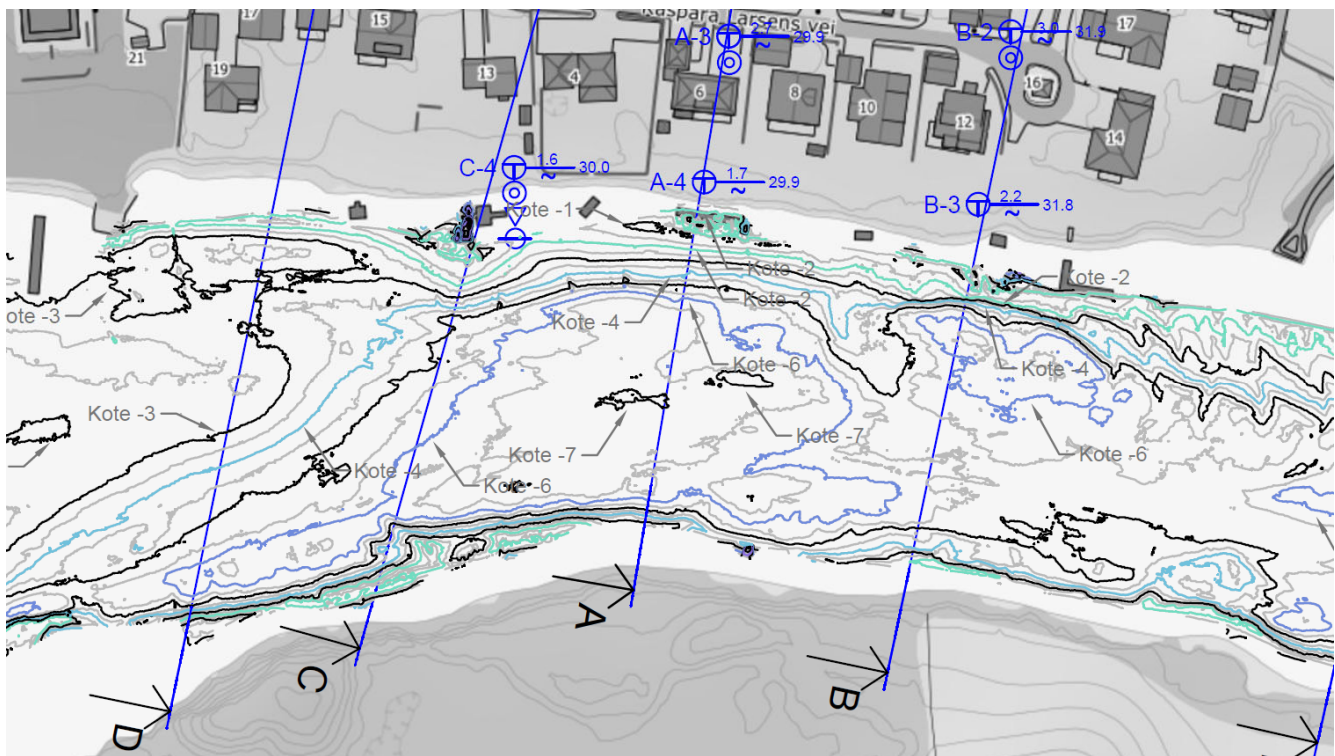 17
15
Kaspara Larsens vei
17
21
19
13
4
A-3
2.7
~
29.9
B-2
3.0
~
31.9
6
8
10
16
12
14
C-4
1.6
~
30.0
A-4
1.7
~
29.9
B-3
2.2
~
31.8
Kote -1
Kote -2
Kote -2
Kote -2
ote -3
Kote -4
Kote -6
Kote -4
Kote -3
Kote -4
Kote -7
Kote -7
Kote -6
Kote -6
A
C
B
D